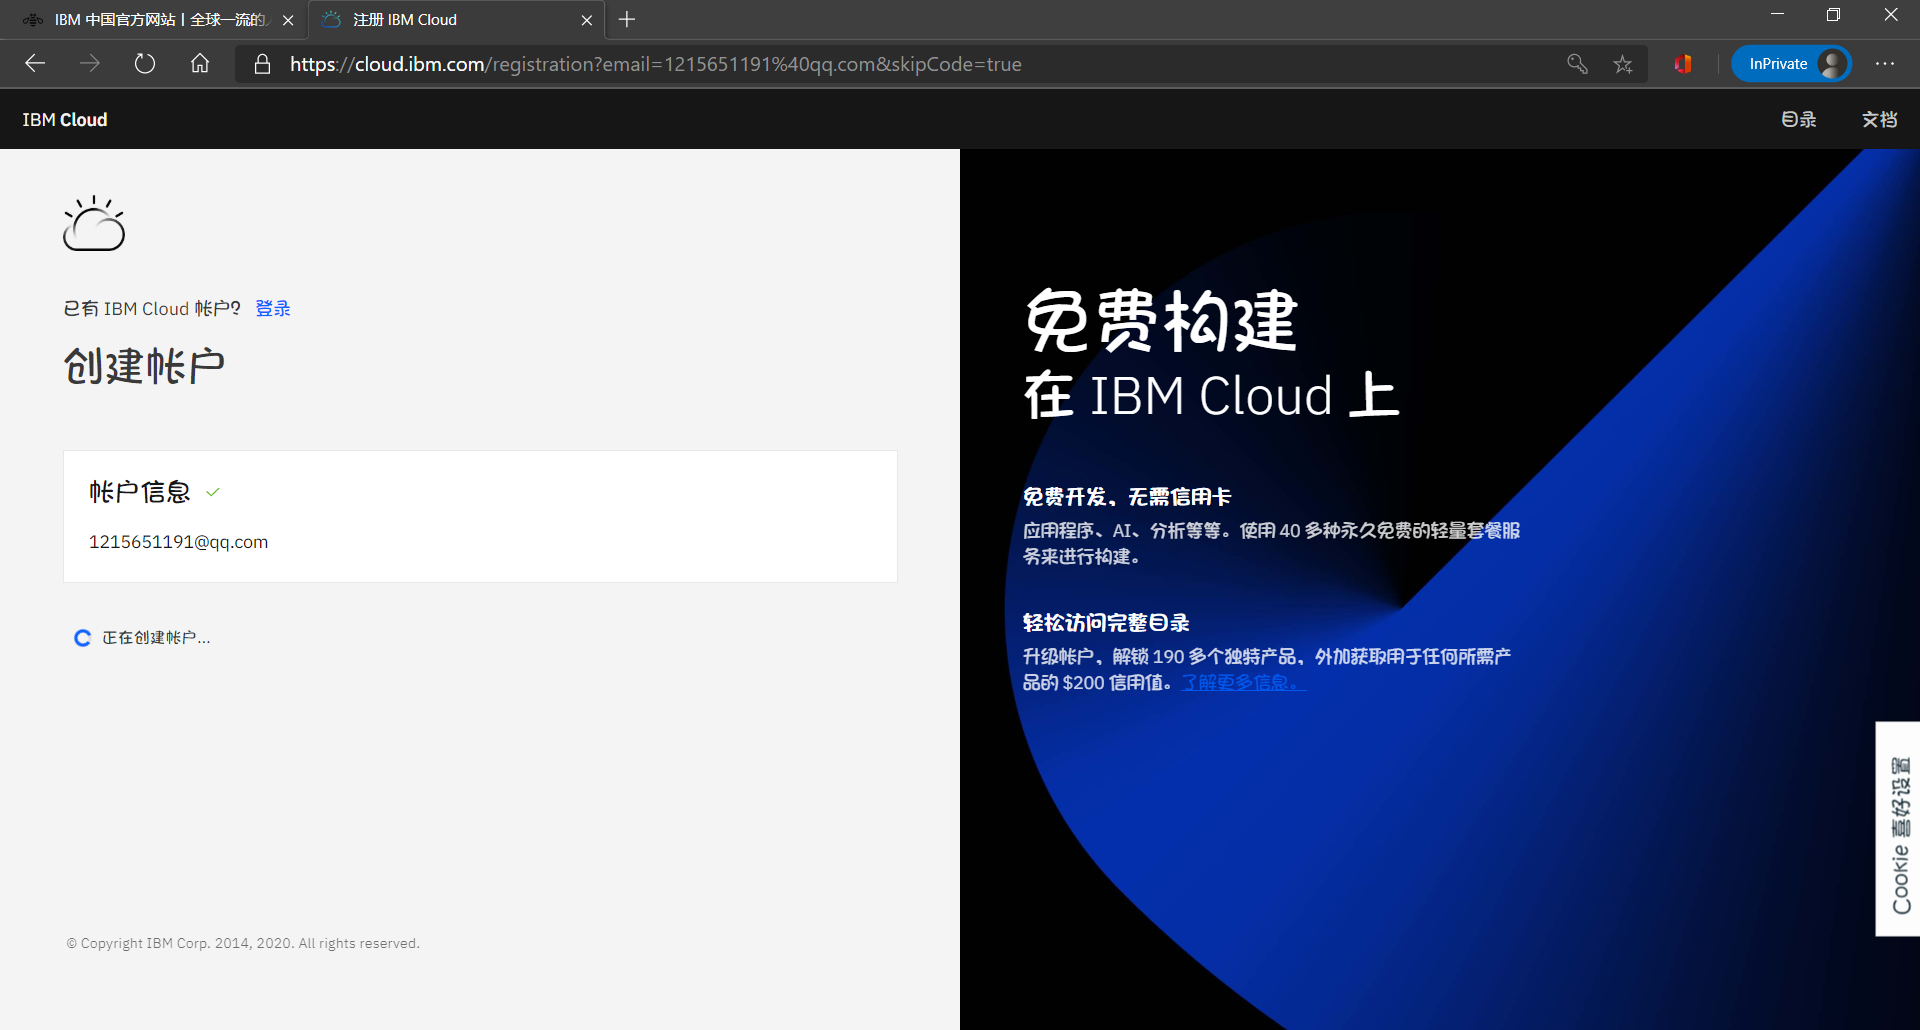 IBM 中国官方网站丨全球一流的
注册 IBM Cloud
https://cloud.ibm.com/registration?email=1215651191%40qq.com&skipCode=true
InPrivate
IBM Cloud
目录
文档
已有 IBM Cloud 帐户? 登录
创建帐户
帐户信息
1215651191@qq.com
正在创建帐户...
© Copyright IBM Corp. 2014, 2020. All rights reserved.
免费构建
在 IBM Cloud 上
免费开发，无需信用卡
应用程序、AI、分析等等。使用 40 多种永久免费的轻量套餐服
务来进行构建。
轻松访问完整目录
升级帐户，解锁 190 多个独特产品，外加获取用于任何所需产
品的 $200 信用值。了解更多信息。
Cookie 喜好设置